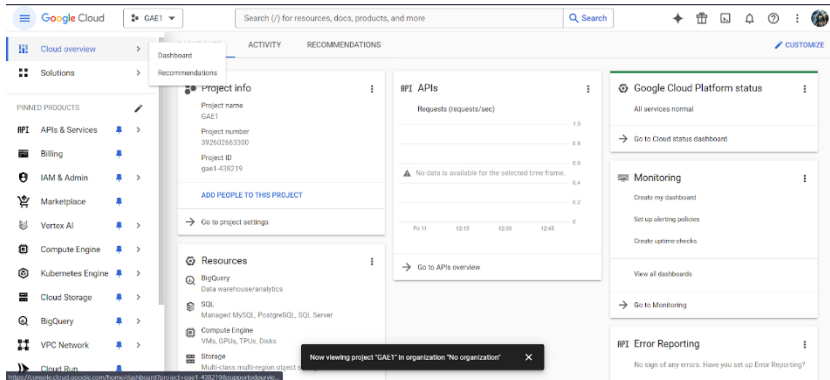 Google Cloud
GAE1
Search (/) for resources, docs, products, and more
Search
Cloud overview
Solutions
PINNED PRODUCTS
API APIs & Services
Billing
IAM & Admin
Marketplace
Vertex AI
Compute Engine
Kubernetes Engine
Cloud Storage
BigQuery
VPC Network
Cloud Run
Dashboard
Recommendations
ACTIVITY
RECOMMENDATIONS
CUSTOMIZE
Project info
Project name
GAE1
Project number
392602663300
Project ID
gae1-438219
ADD PEOPLE TO THIS PROJECT
Go to project settings
Resources
BigQuery
Data warehouse/analytics
SQL
Managed MySQL, PostgreSQL, SQL Server
Compute Engine
VMs, GPUs, TPUs, Disks
Storage
Multi-class multi-region object
API APIs
Requests (requests/sec)
1.0
0.8
0.6
No data is available for the selected time frame.
0.4
0.2
0
Fri 11 12:15 12:30 12:45
Go to APIs overview
Google Cloud Platform status
All services normal
Go to Cloud status dashboard
Monitoring
Create my dashboard
Set up alerting policies
Create uptime checks
View all dashboards
Go to Monitoring
Error Reporting
No sign of any errors. Have you set up Error Reporting?
Now viewing project "GAE1" in organization "No organization"